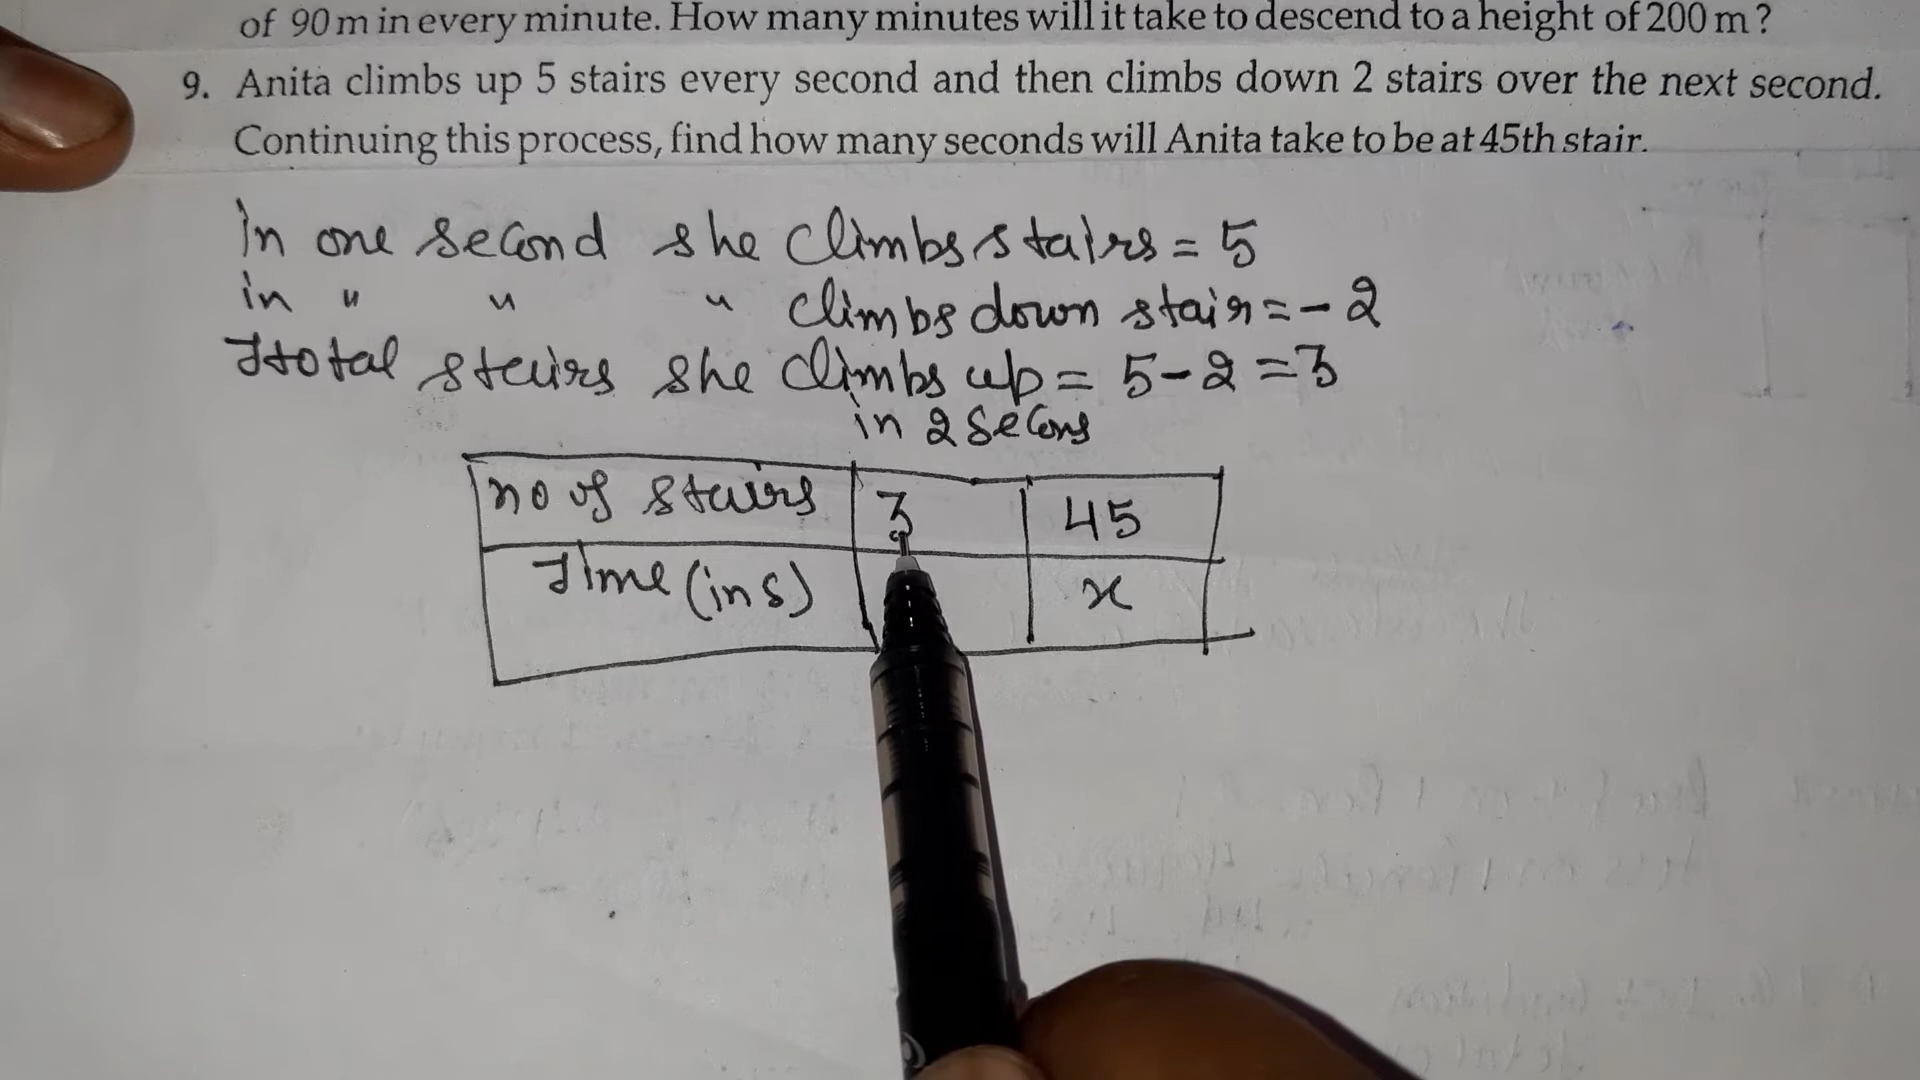 of 90 m in every minute. How many minutes will it take to descend to a height of 200 m?
9. Anita climbs up 5 stairs every second and then climbs down 2 stairs over the next second.
Continuing this process, find how many seconds will Anita take to be at 45th stair.
In one second she climbs stairs = 5
in " " " climbs down stair = - 2
Ttotal stairs she climbs up = 5 - 2 = 3
in 2 secons
no of stairs 3 45
Time (in s) x